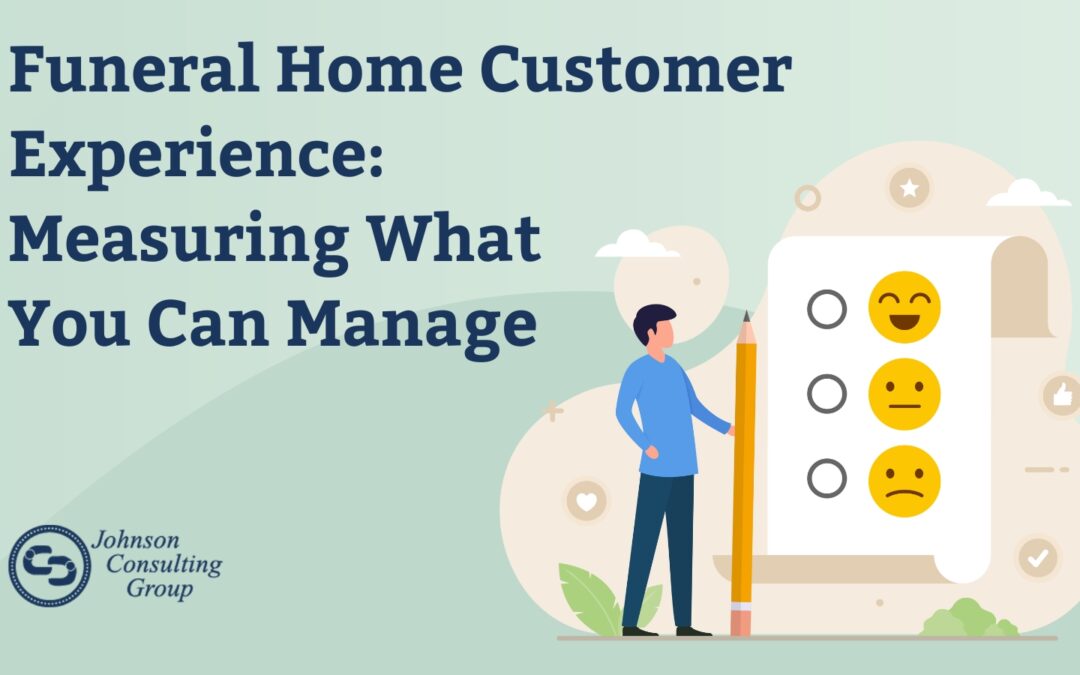 Funeral Home Customer
Experience:
Measuring What
You Can Manage
Johnson
Consulting
Group